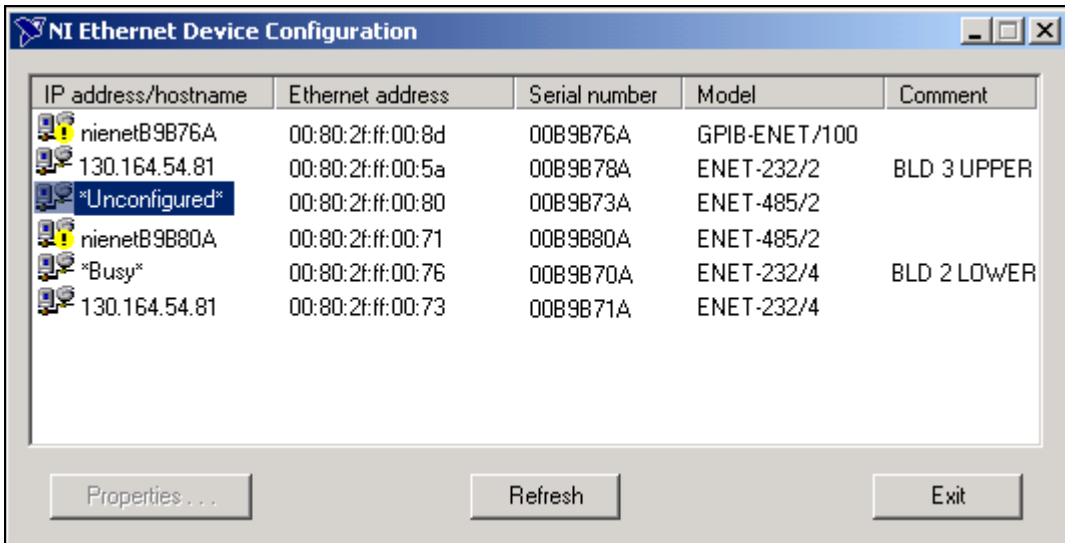 NI Ethernet Device Configuration
IP address/hostname Ethernet address Serial number Model Comment
nienetB9B76A 00:80:2f:ff:00:8d 00B9B76A GPIB-ENET/100
130.164.54.81 00:80:2f:ff:00:5a 00B9B78A ENET-232/2 BLD 3 UPPER
*Unconfigured* 00:80:2f:ff:00:80 00B9B73A ENET-485/2
nienetB9B80A 00:80:2f:ff:00:71 00B9B80A ENET-485/2
*Busy* 00:80:2f:ff:00:76 00B9B70A ENET-232/4 BLD 2 LOWER
130.164.54.81 00:80:2f:ff:00:73 00B9B71A ENET-232/4
Properties . . . Refresh Exit